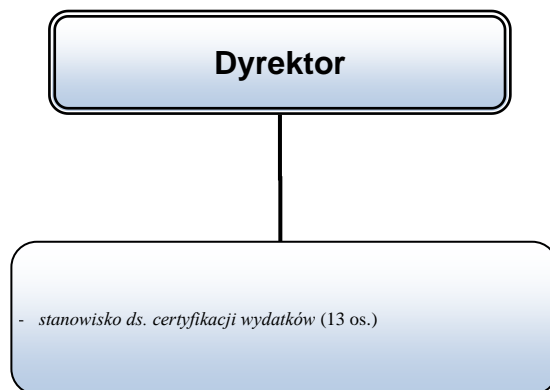 Dyrektor
- stanowisko ds. certyfikacji wydatków (13 os.)